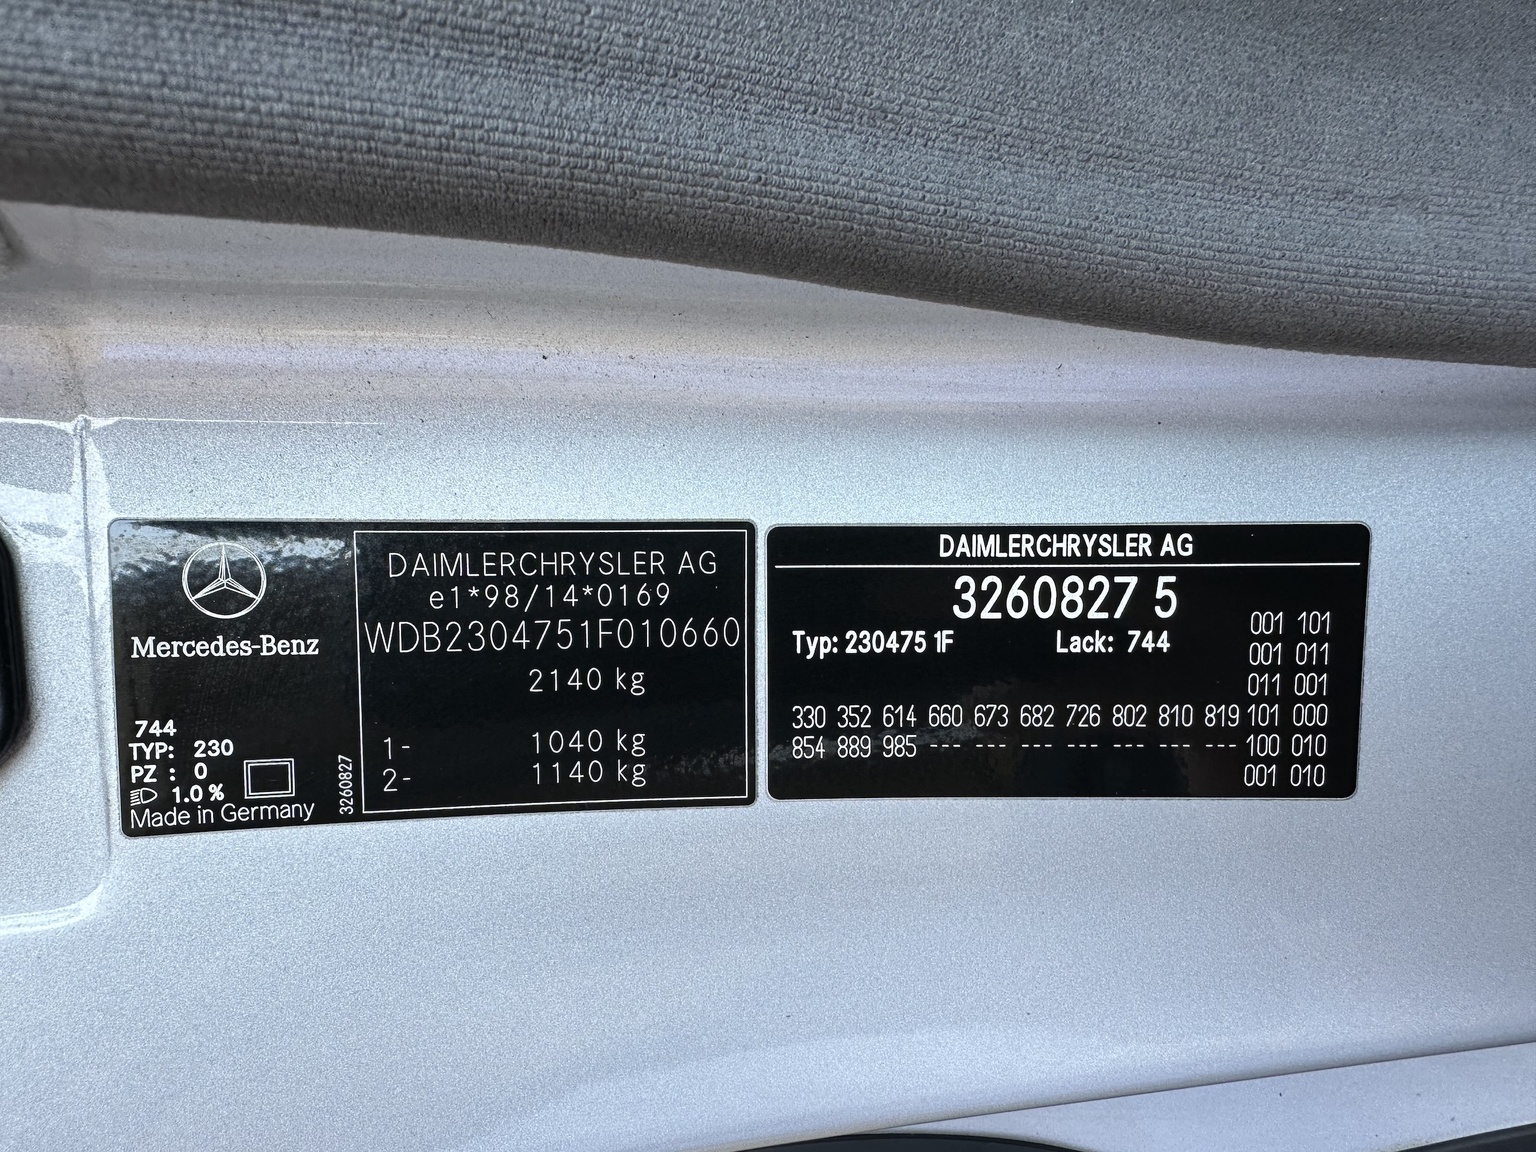 Mercedes-Benz
744
TYP: 230
PZ : 0
1.0 %
Made in Germany
3260827
DAIMLERCHRYSLER AG
e1*98/14*0169
WDB2304751F010660
2140 kg
1- 1040 kg
2- 1140 kg
DAIMLERCHRYSLER AG
3260827 5
001 101
Typ: 230475 1F Lack: 744
001 011
011 001
330 352 614 660 673 682 726 802 810 819 101 000
854 889 985 --- --- --- --- --- --- --- 100 010
001 010